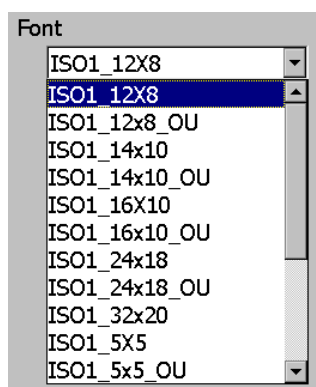 Font
ISO1_12X8
ISO1_12X8
ISO1_12x8_OU
ISO1_14x10
ISO1_14x10_OU
ISO1_16X10
ISO1_16x10_OU
ISO1_24x18
ISO1_24x18_OU
ISO1_32x20
ISO1_5X5
ISO1_5x5_OU